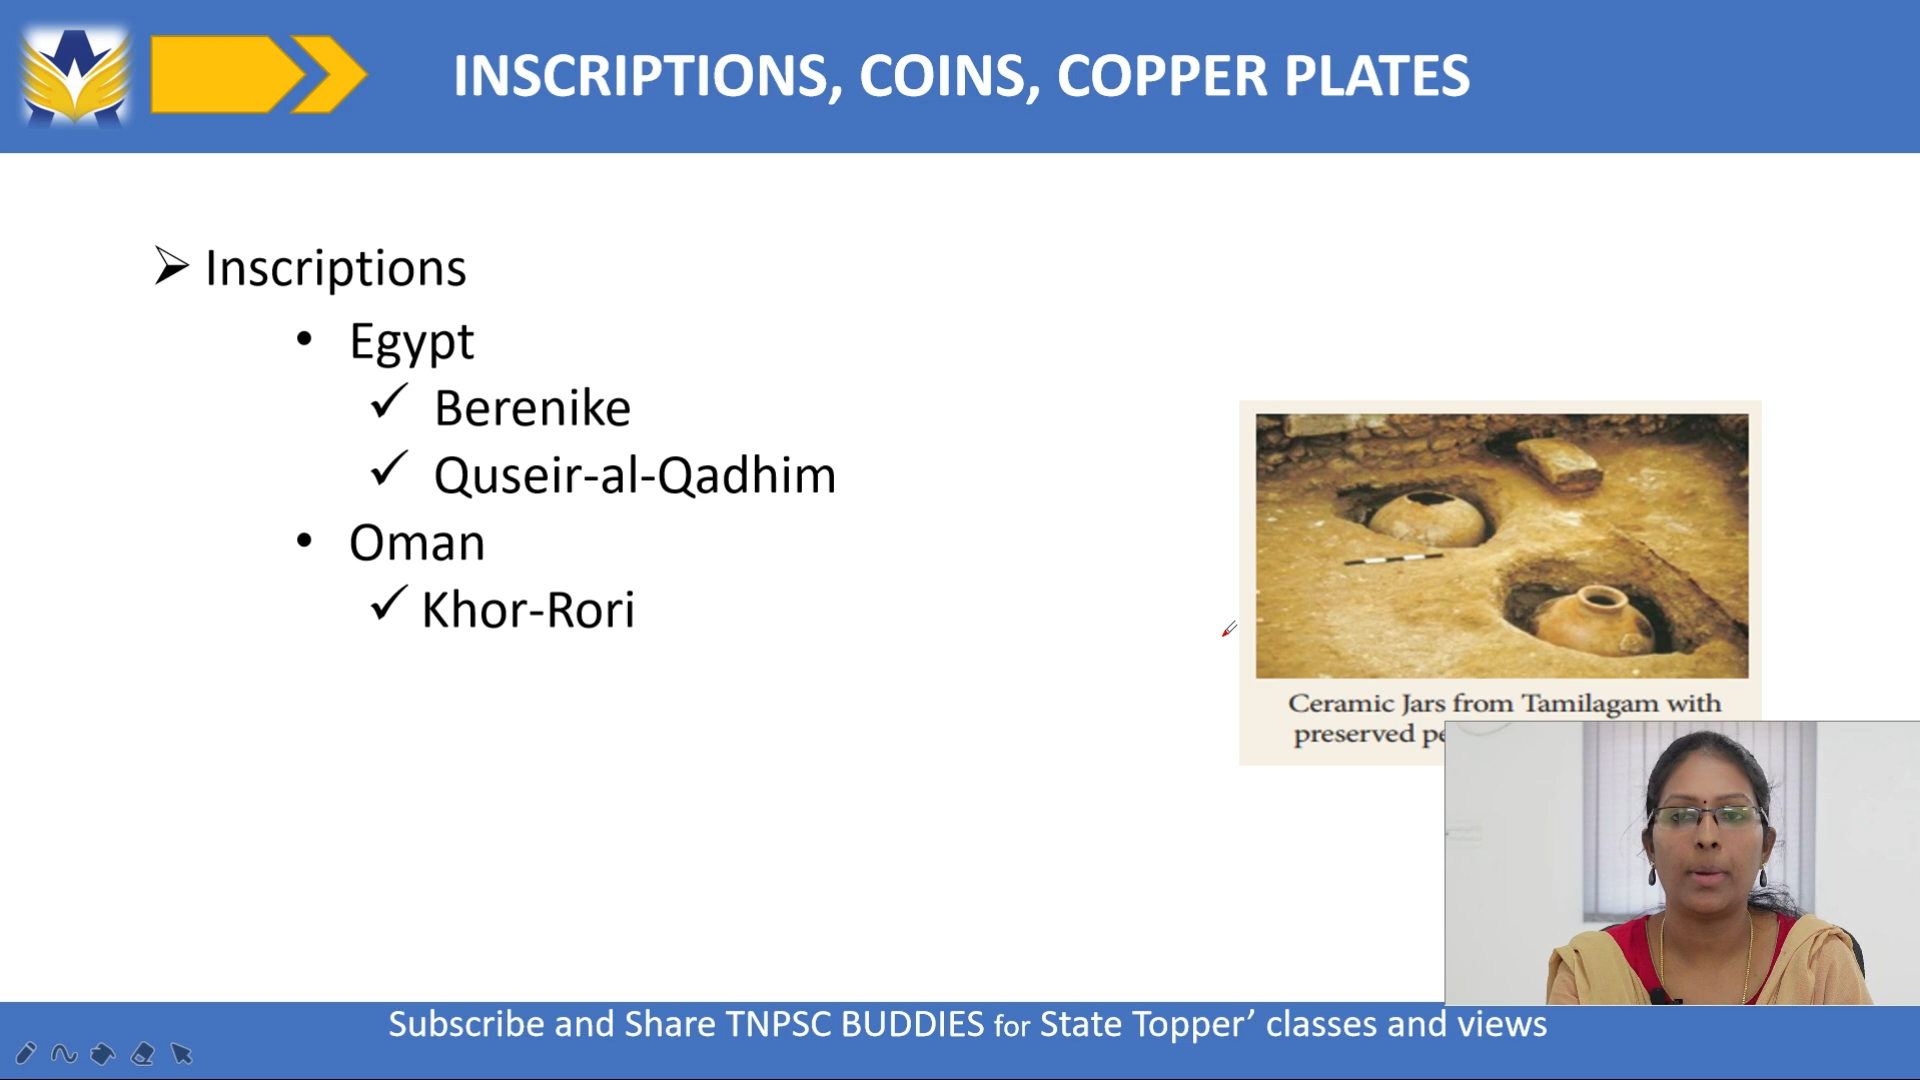 INSCRIPTIONS, COINS, COPPER PLATES
Inscriptions
Egypt
Berenike
Quseir-al-Qadhim
Oman
Khor-Rori
Ceramic Jars from Tamilagam with
preserved
Subscribe and Share TNPSC BUDDIES for State Topper’ classes and views